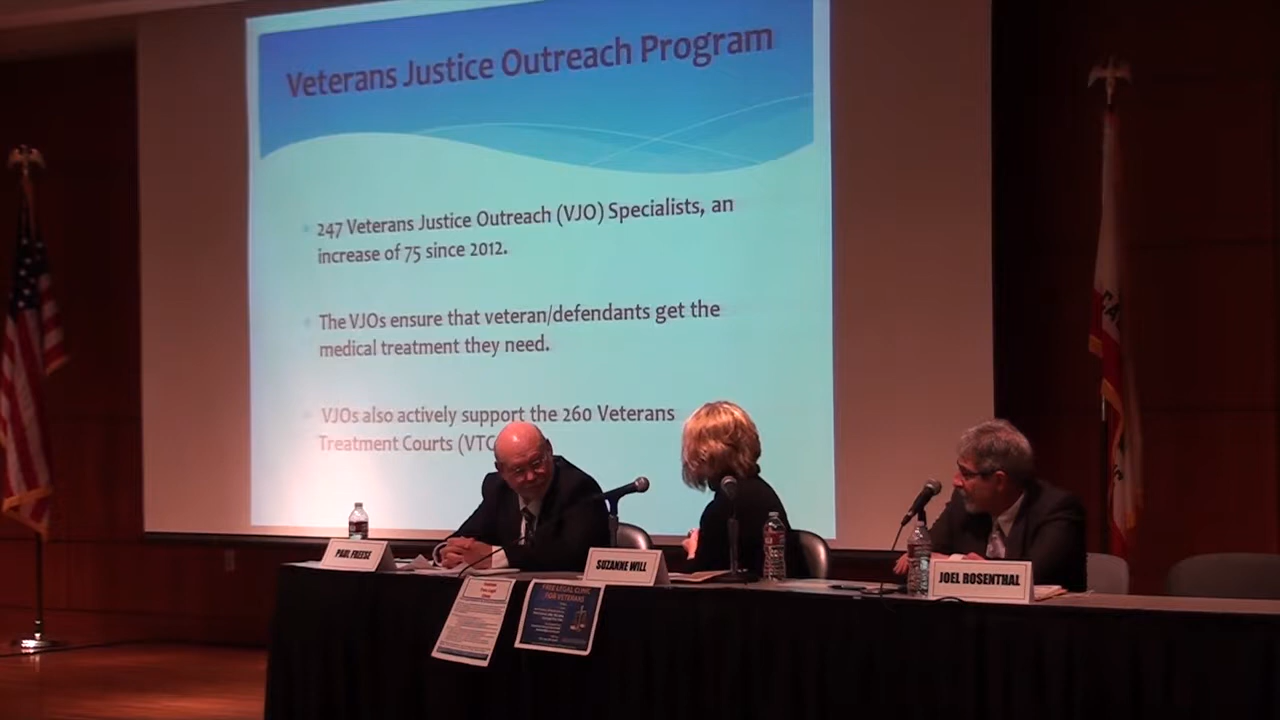 Veterans Justice Outreach Program
247 Veterans Justice Outreach (VJO) Specialists, an
increase of 75 since 2012.
The VJOs ensure that veteran/defendants get the
medical treatment they need.
VJOs also actively support the 260 Veterans
Treatment Courts (VTC
PAUL FREESE
SUZANNE WILL
JOEL ROSENTHAL
FREE LEGAL CLINIC
FOR VETERANS